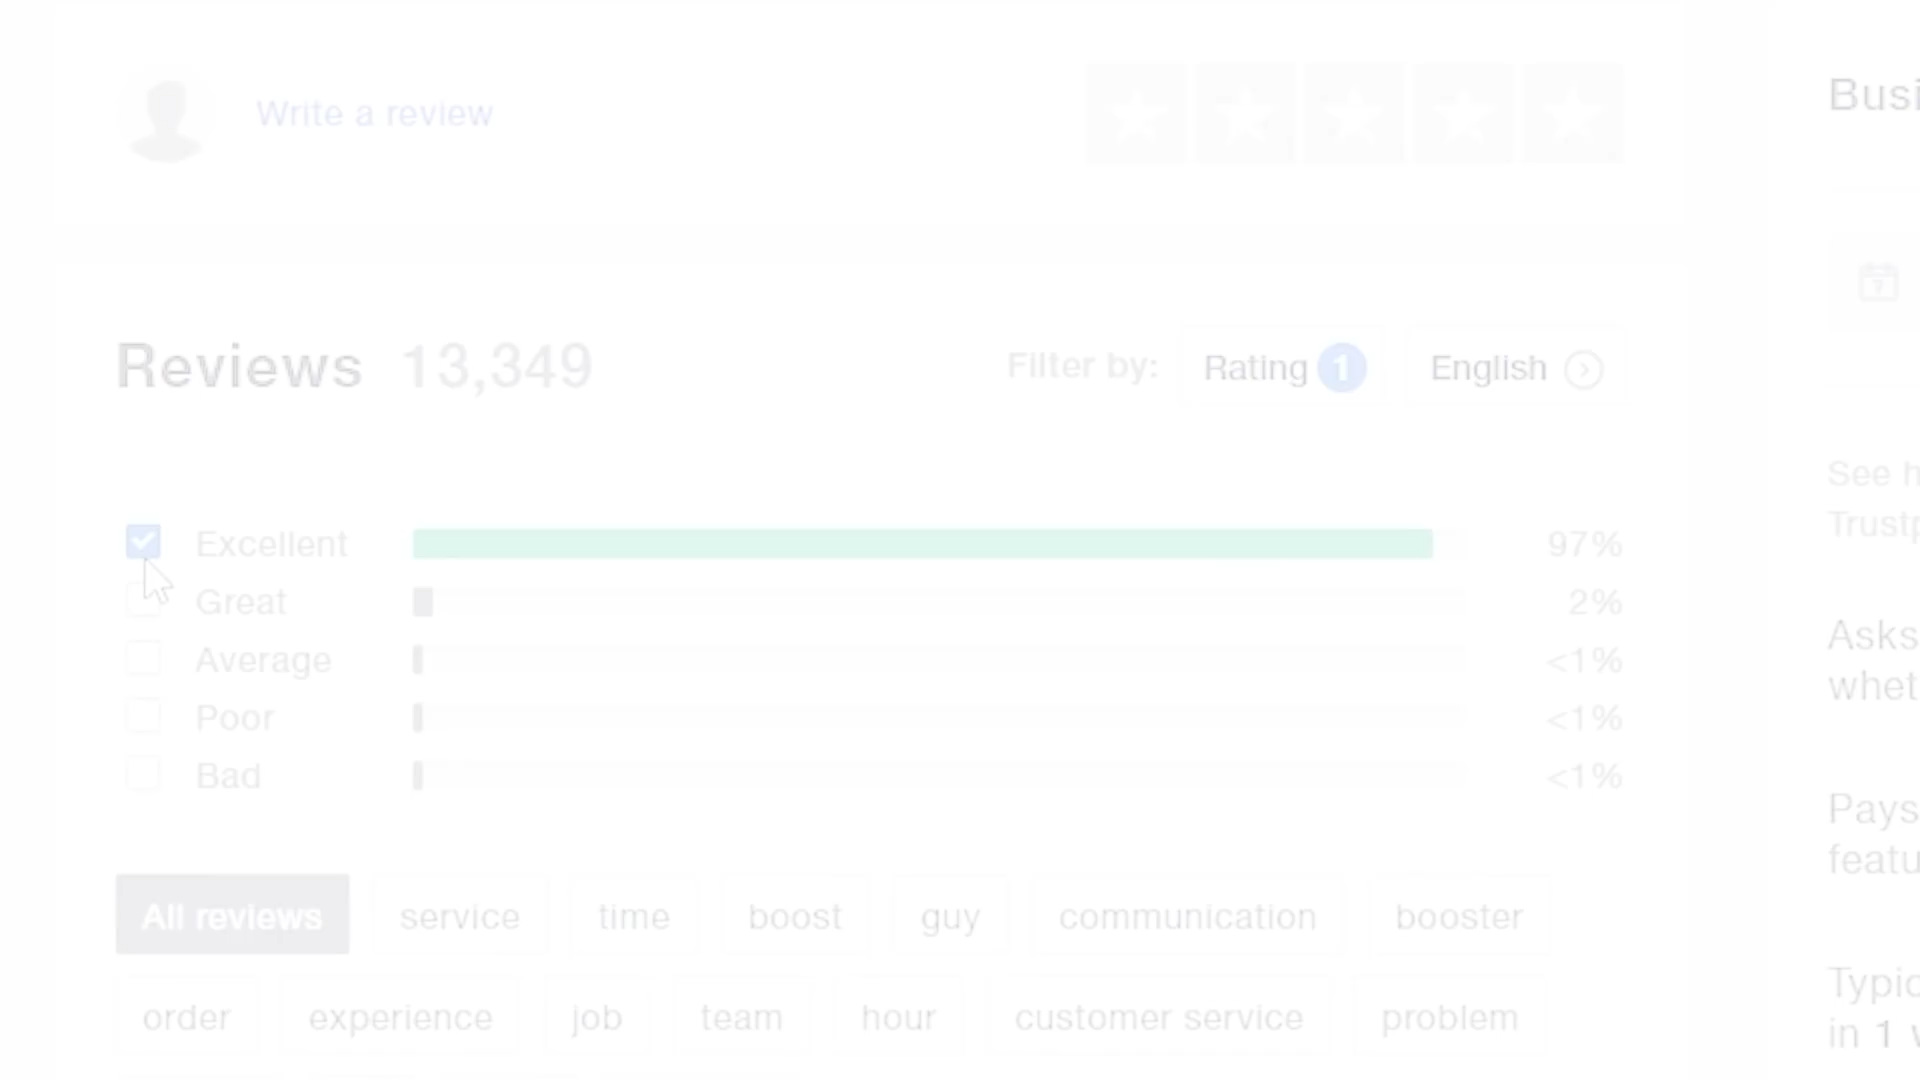 Write a review
Busi
Reviews 13,349
Filter by: Rating 1 English
See h
Trustp
Excellent 97%
Great 2%
Average <1%
Poor <1%
Bad <1%
Asks
whet
Pays
featu
All reviews service time boost guy communication booster
order experience job team hour customer service problem
Typic
in 1 v